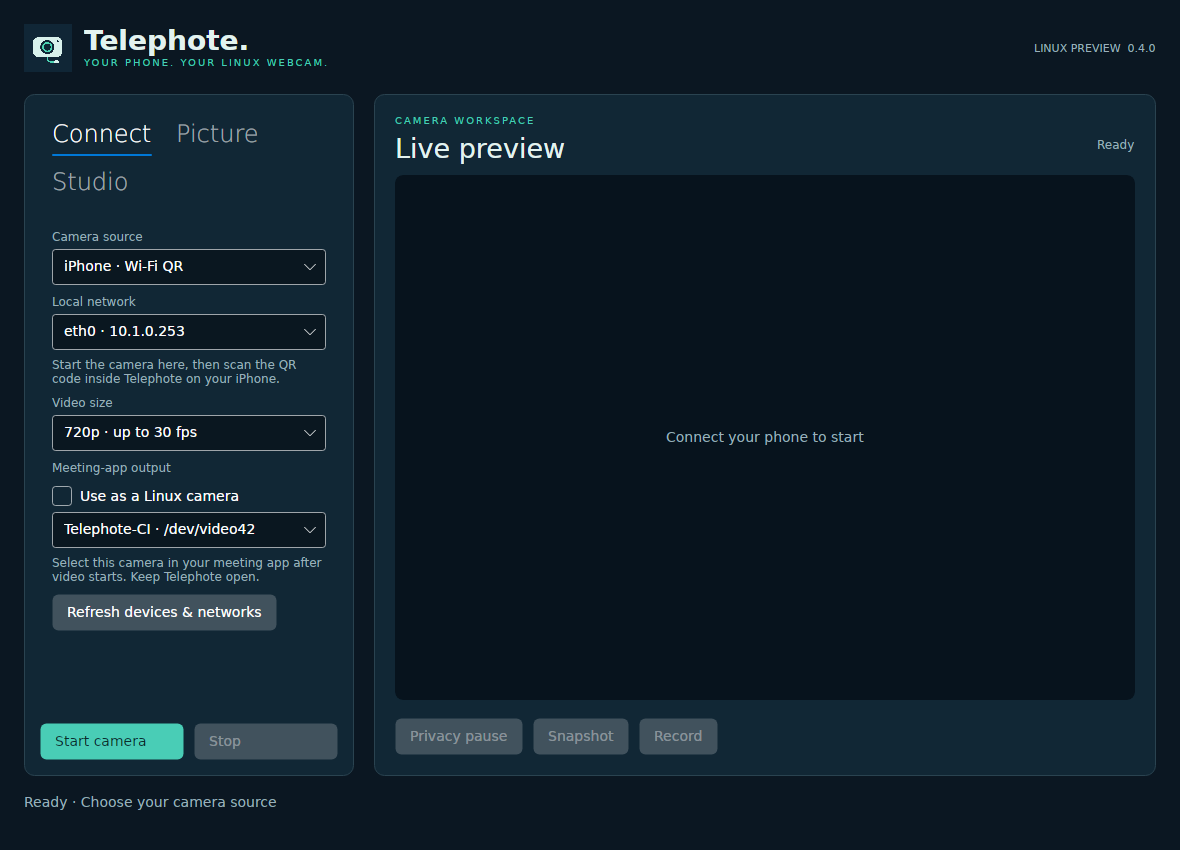 Telephote.
YOUR PHONE. YOUR LINUX WEBCAM.
LINUX PREVIEW 0.4.0
Connect
Picture
Studio
Camera source
iPhone · Wi-Fi QR
Local network
eth0 · 10.1.0.253
Start the camera here, then scan the QR
code inside Telephote on your iPhone.
Video size
720p · up to 30 fps
Meeting-app output
Use as a Linux camera
Telephote-CI · /dev/video42
Select this camera in your meeting app after
video starts. Keep Telephote open.
Refresh devices & networks
Start camera
Stop
CAMERA WORKSPACE
Live preview
Ready
Connect your phone to start
Privacy pause
Snapshot
Record
Ready · Choose your camera source